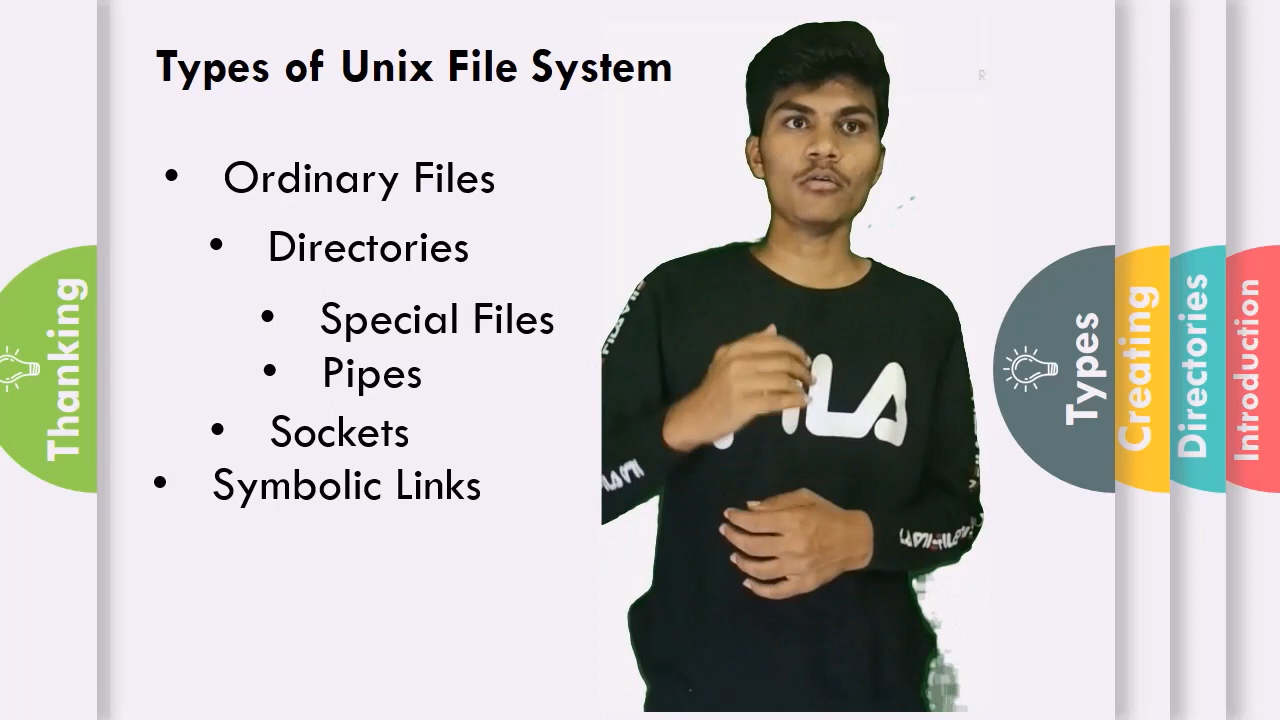 Types of Unix File System
• Ordinary Files
• Directories
• Special Files
• Pipes
• Sockets
• Symbolic Links
Thanking
Types
Creating
Directories
Introduction